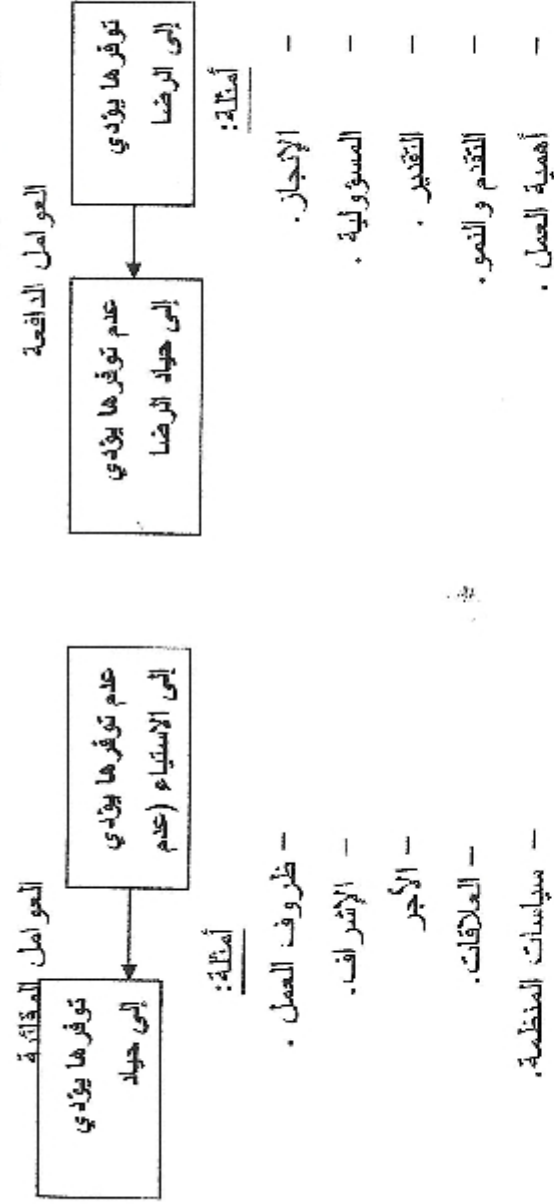 العوامل الدافعة
توفرها يؤدي
إلى الرضا
عدم توفرها يؤدي
إلى حياد الرضا
أمثلة:
- الإنجاز.
- المسؤولية .
- التقدير .
- التقدم والنمو.
- أهمية العمل .
العوامل
عدم توفرها يؤدي
إلى الاستياء (عدم
توفرها يؤدي
إلى حياد
أمثلة:
- ظروف العمل .
- الإشراف.
- الأجر
- العلاقات.
- سياسات المنظمة.